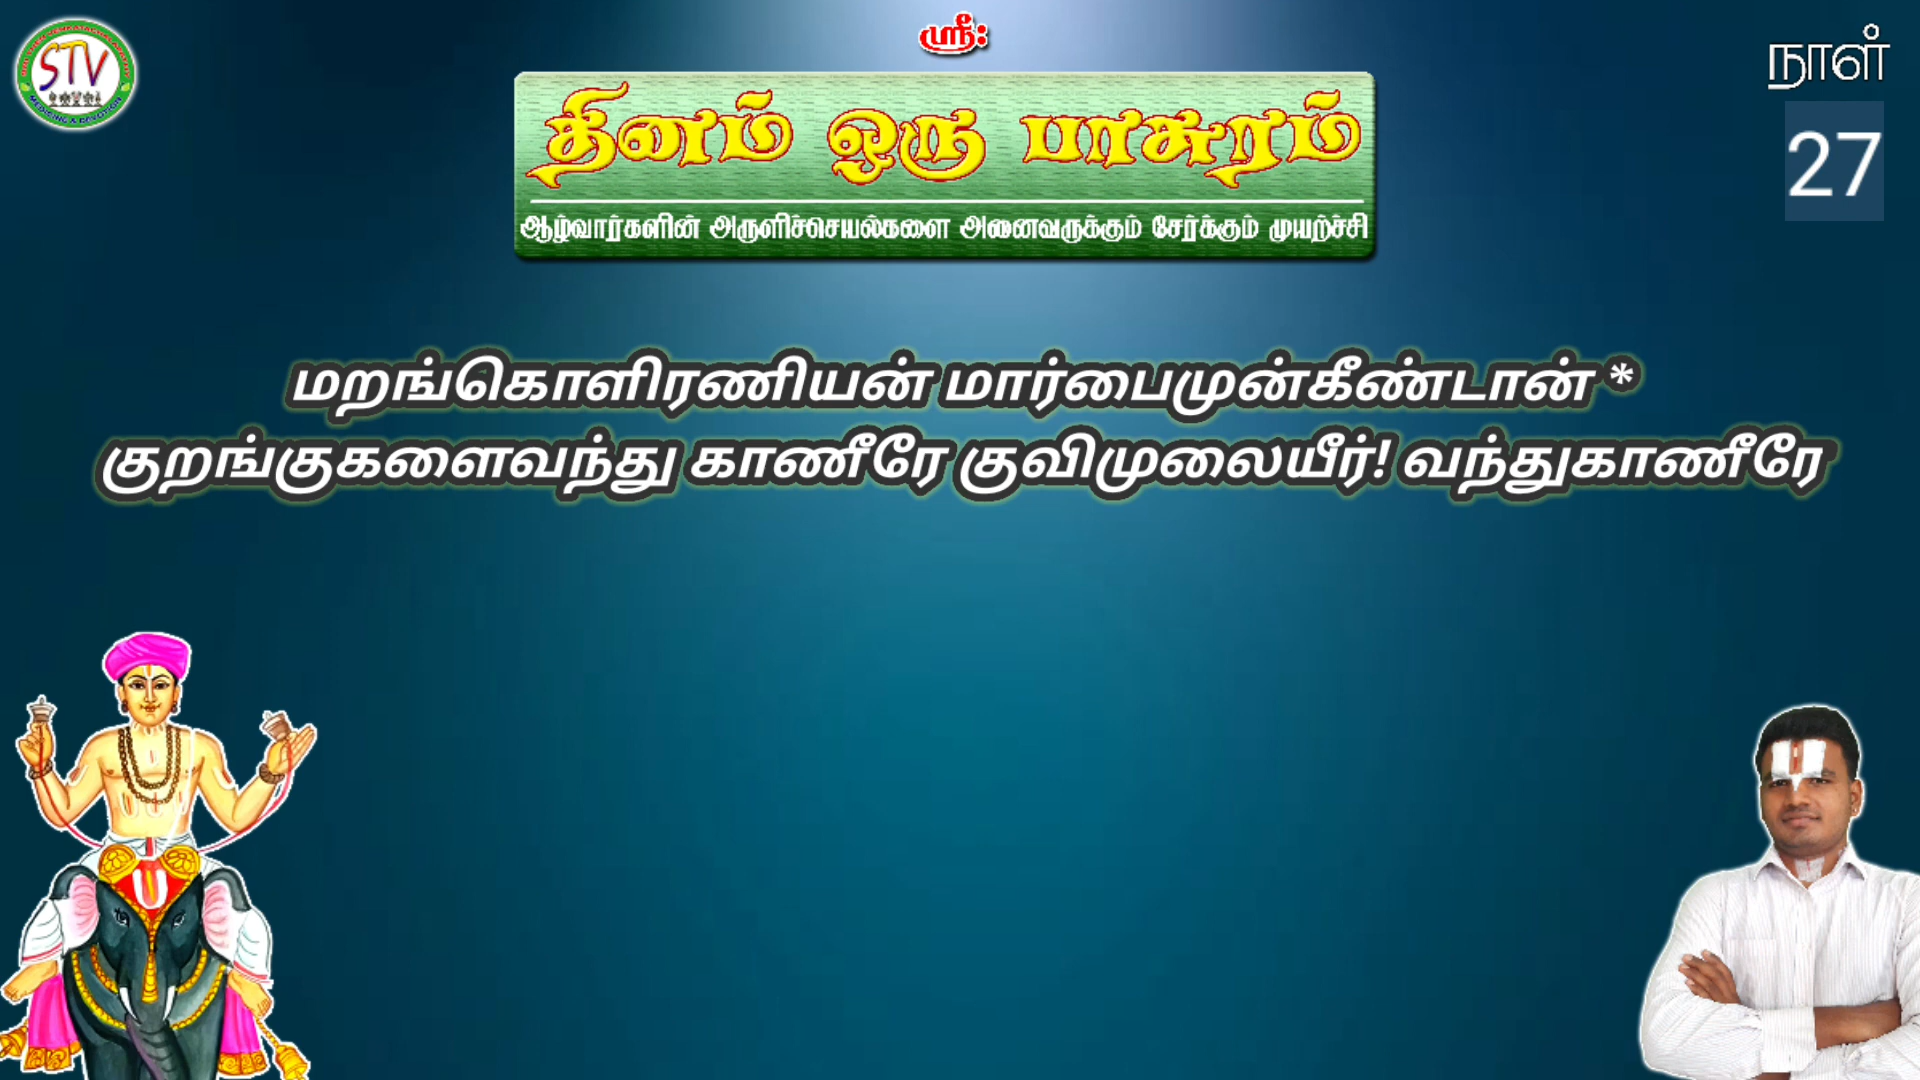 ஸ்ரீ:
STV
நாள்
27
தினம் ஒரு பாசுரம்
ஆழ்வார்களின் அருளிச்செயல்களை அனைவருக்கும் சேர்க்கும் முயற்ச்சி
மறங்கொளிரணியன் மார்பைமுன்கீண்டான் *
குறங்குகளைவந்து காணீரே குவிமுலையீர்! வந்துகாணீரே